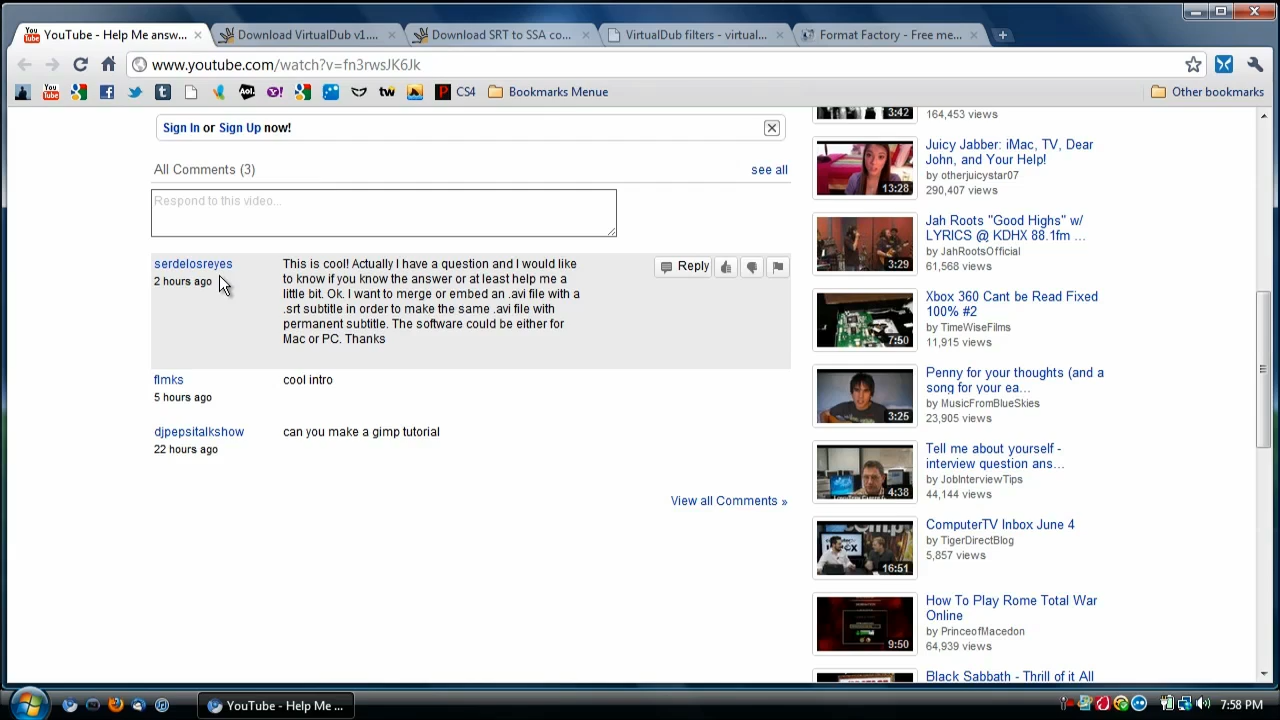 YouTube - Help Me answ...
Download VirtualDub v1....
Download SRT to SSA co...
VirtualDub filters - virtual...
Format Factory - Free me...
www.youtube.com/watch?v=fn3rwsJK6Jk
CS4
Bookmarks Menue
Other bookmarks
Sign In or Sign Up now!
All Comments (3)
see all
Respond to this video...
serdelosreyes
2 hours ago
This is cool! Actually I have a question and I would like
to know if you know the answer or at least help me a
little bit. Ok. I want to merge or embed an .avi file with a
.srt subtitle in order to make the same .avi file with
permanent subtitle. The software could be either for
Mac or PC. Thanks
Reply
flmks
5 hours ago
cool intro
djpepsitalkshow
22 hours ago
can you make a gimp tutorial
View all Comments »
3:42
164,453 views
13:28
Juicy Jabber: iMac, TV, Dear
John, and Your Help!
by otherjuicystar07
290,407 views
3:29
Jah Roots "Good Highs" w/
LYRICS @ KDHX 88.1fm ...
by JahRootsOfficial
61,568 views
7:50
Xbox 360 Cant be Read Fixed
100% #2
by TimeWiseFilms
11,915 views
3:25
Penny for your thoughts (and a
song for your ea...
by MusicFromBlueSkies
23,905 views
4:38
Tell me about yourself -
interview question ans...
by JobInterviewTips
44,144 views
16:51
ComputerTV Inbox June 4
by TigerDirectBlog
5,857 views
9:50
How To Play Rome Total War
Online
by PrinceofMacedon
64,939 views
Black Sabbath - Thrill of it All
YouTube - Help Me ...
7:58 PM